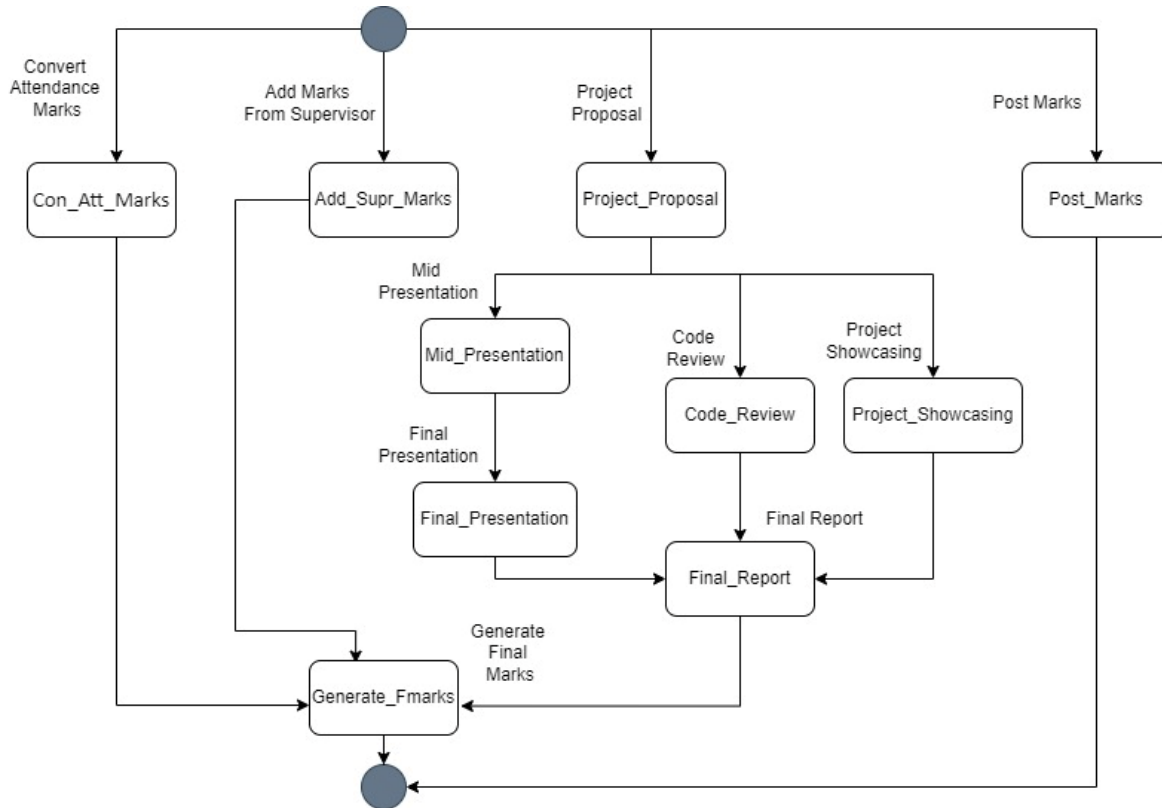 Convert
Attendance
Marks
Add Marks
From Supervisor
Project
Proposal
Post Marks
Con_Att_Marks
Add_Supr_Marks
Project_Proposal
Post_Marks
Mid
Presentation
Code
Review
Project
Showcasing
Mid_Presentation
Code_Review
Project_Showcasing
Final
Presentation
Final_Presentation
Final Report
Final_Report
Generate
Final
Marks
Generate_Fmarks